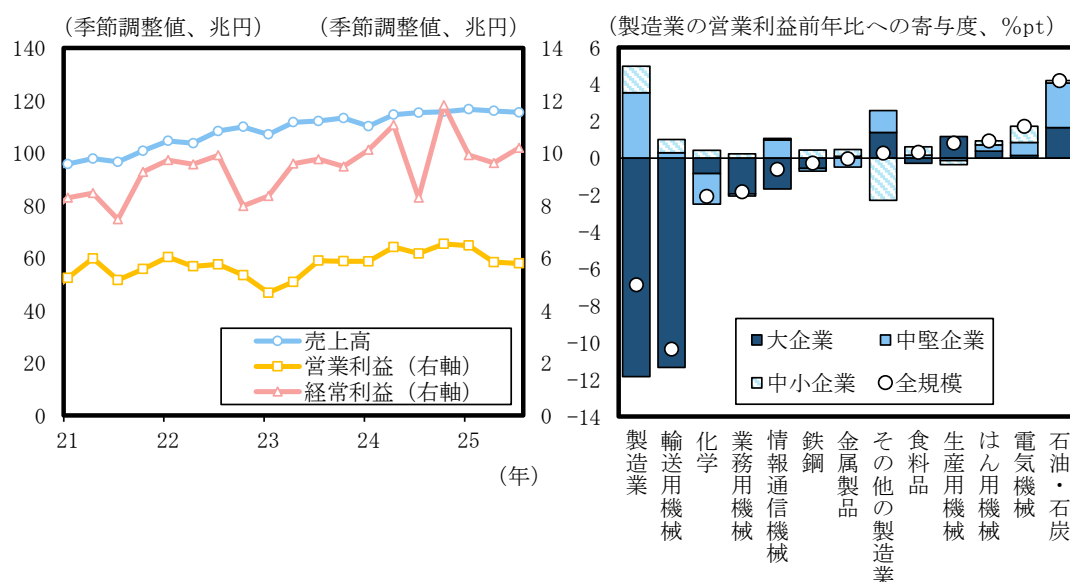 （季節調整値、兆円）
（季節調整値、兆円）
140
120
100
80
60
40
20
0
14
12
10
8
6
4
2
0
売上高
営業利益（右軸）
経常利益（右軸）
21
22
23
24
25
（年）
（製造業の営業利益前年比への寄与度、％pt）
6
4
2
0
-2
-4
-6
-8
-10
-12
-14
大企業
中堅企業
中小企業
全規模
製造業
輸送用機械
化学
業務用機械
情報通信機械
鉄鋼
金属製品
その他の製造業
食料品
生産用機械
はん用機械
電気機械
石油・石炭